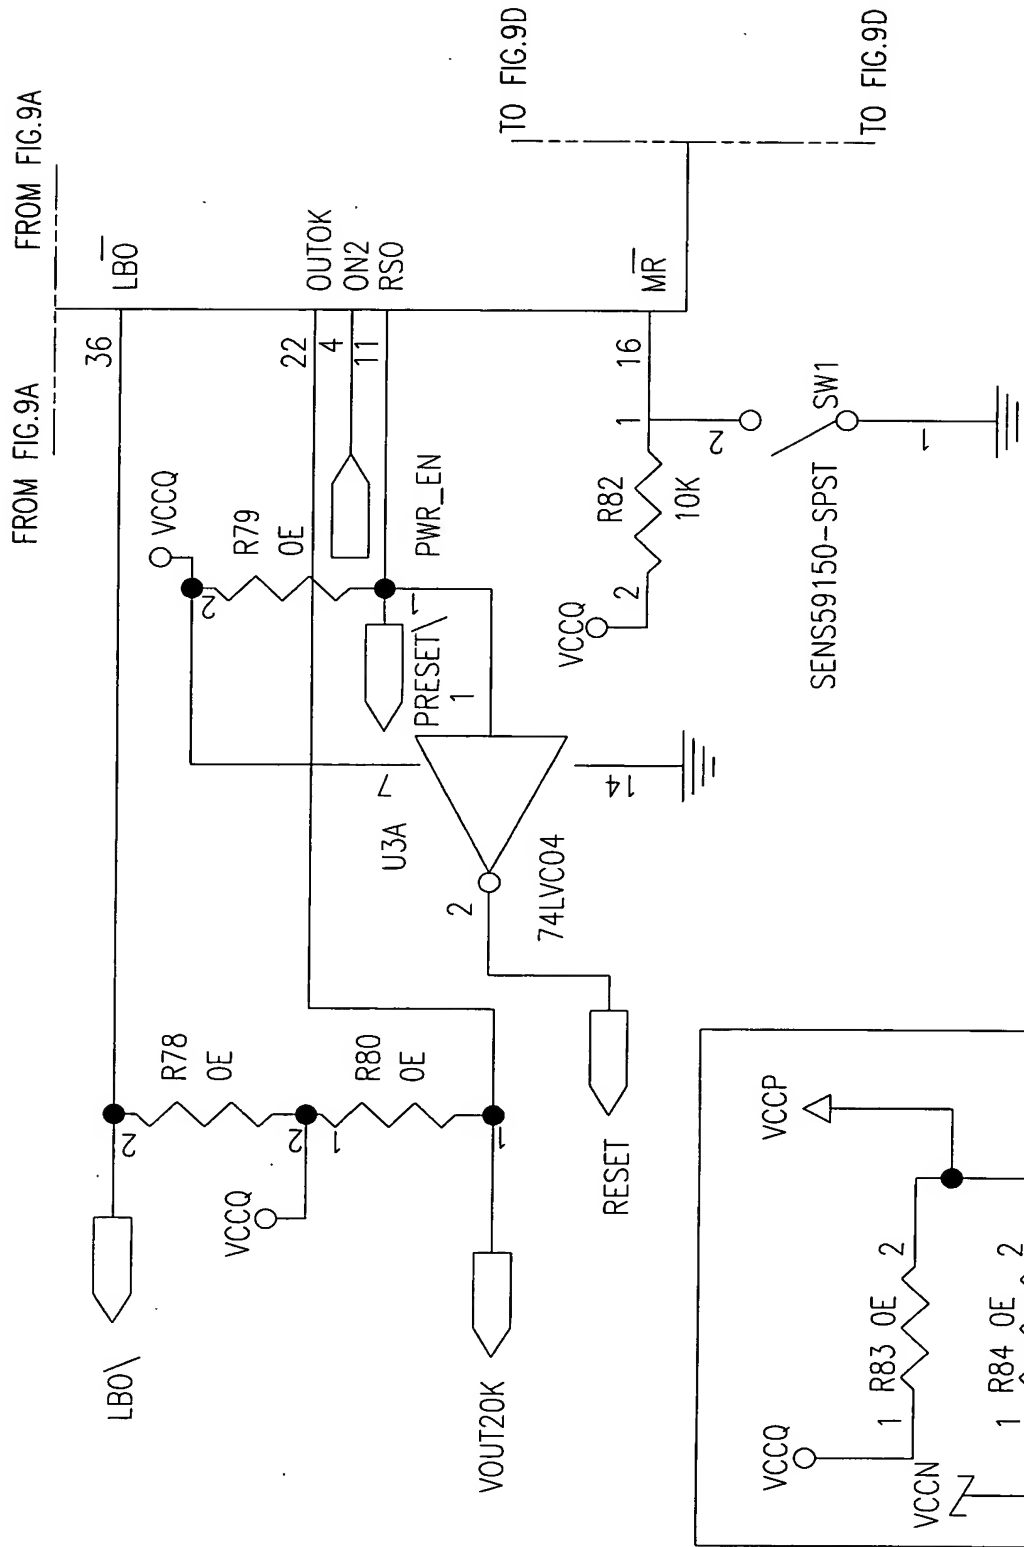 FROM FIG.9A
FROM FIG.9A
TO FIG.9D
TO FIG.9D
LBO
OUTOK
ON2
RSO
MR
36
22
4
11
16
VCCQ
R79
0E
2
1
PWR_EN
PRESET\
1
7
U3A
14
2
74LVC04
R82
10K
1
2
VCCQ
2
SW1
1
SENS59150-SPST
R78
0E
2
2
R80
0E
1
1
VCCQ
LBO\
VOUT2OK
RESET
VCCP
VCCQ
R83 0E
1
2
VCCN
R84 0E
1
2